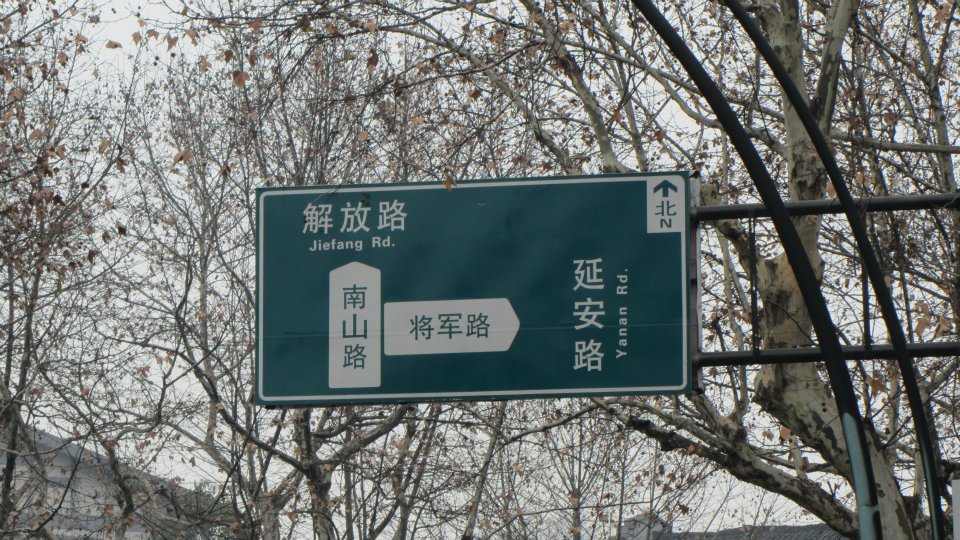 解放路
Jiefang Rd.
北
N
南山路
将军路
延安路
Yanan Rd.